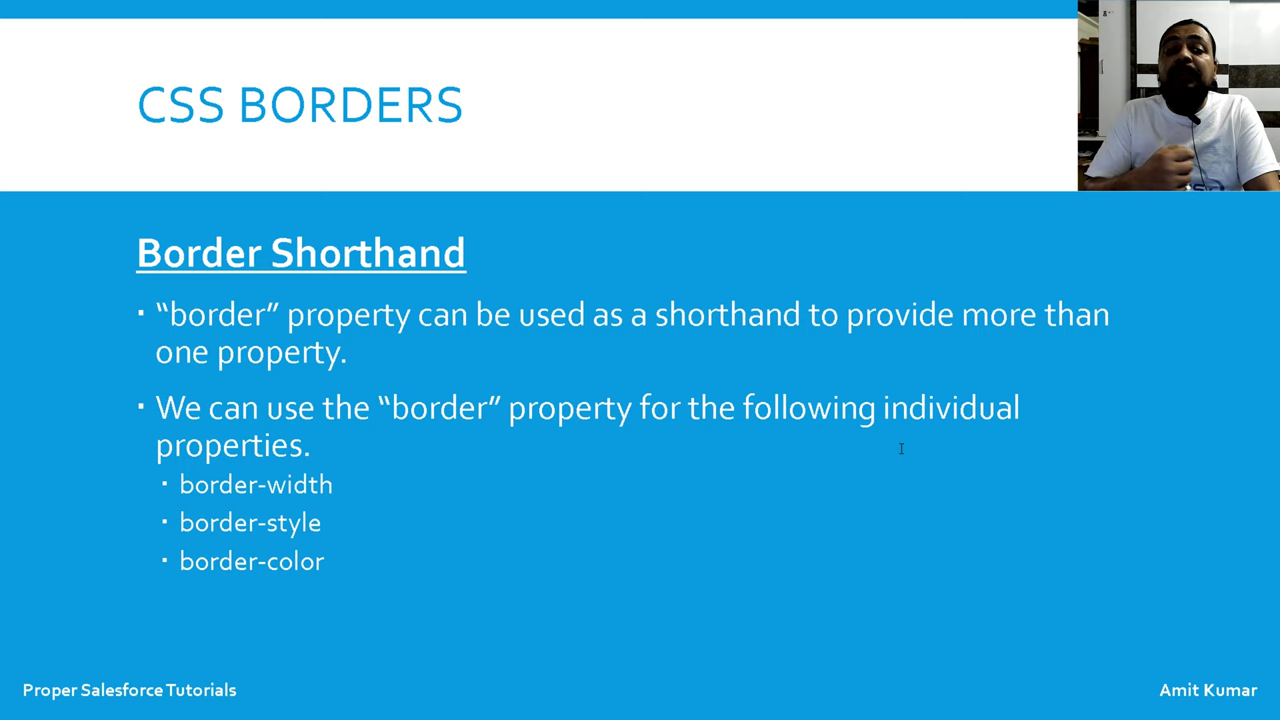 CSS BORDERS
Border Shorthand
▪ “border” property can be used as a shorthand to provide more than
one property.
▪ We can use the “border” property for the following individual
properties.
▪ border-width
▪ border-style
▪ border-color
Proper Salesforce Tutorials
Amit Kumar